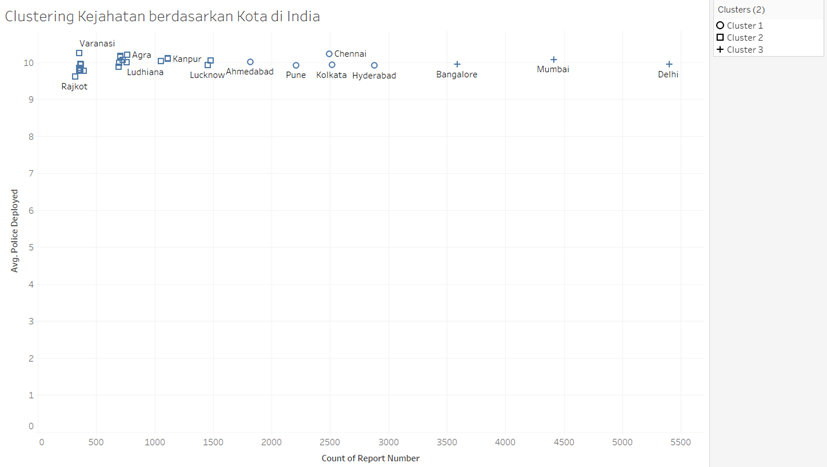 Clustering Kejahatan berdasarkan Kota di India
Clusters (2)
Cluster 1
Cluster 2
Cluster 3
Varanasi
Agra
Kanpur
Chennai
Rajkot
Ludhiana
Lucknow
Ahmedabad
Pune
Kolkata
Hyderabad
Bangalore
Mumbai
Delhi
Avg. Police Deployed
10
9
8
7
6
5
4
3
2
1
0
0 500 1000 1500 2000 2500 3000 3500 4000 4500 5000 5500
Count of Report Number